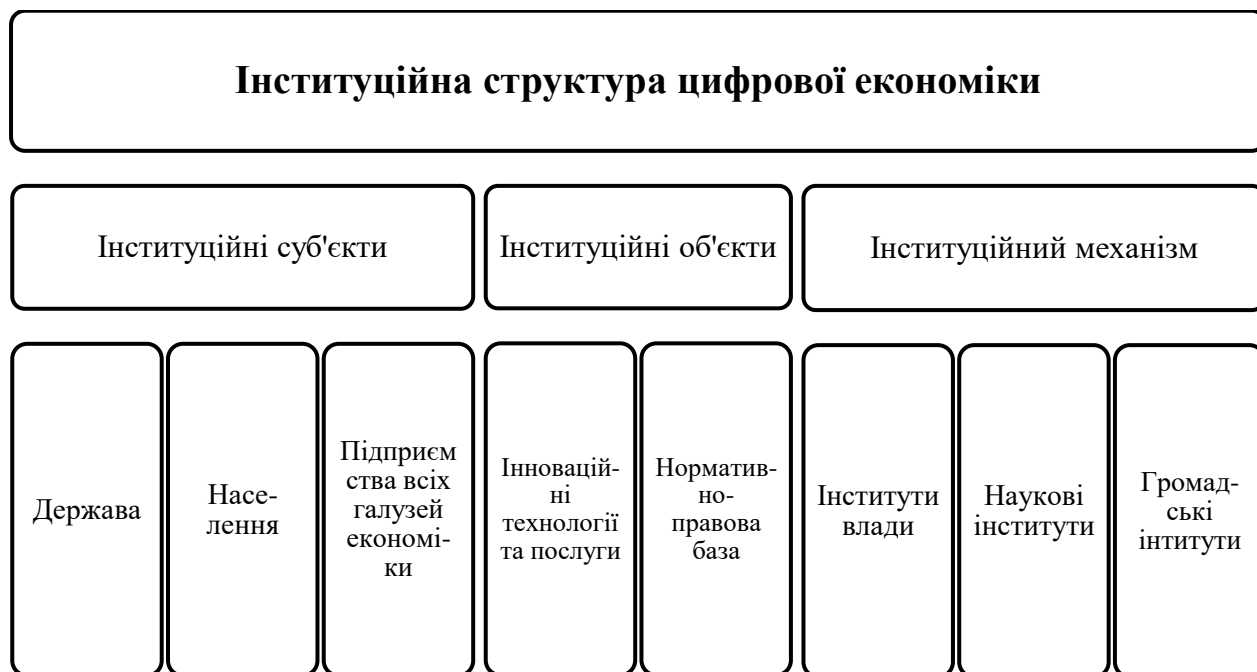 Інституційна структура цифрової економіки
Інституційні суб'єкти
Інституційні об'єкти
Інституційний механізм
Держава
Насе-
лення
Підприєм
ства всіх
галузей
економі-
ки
Інновацій-
ні
технології
та послуги
Норматив-
но-
правова
база
Інститути
влади
Наукові
інститути
Громад-
ські
інтитути